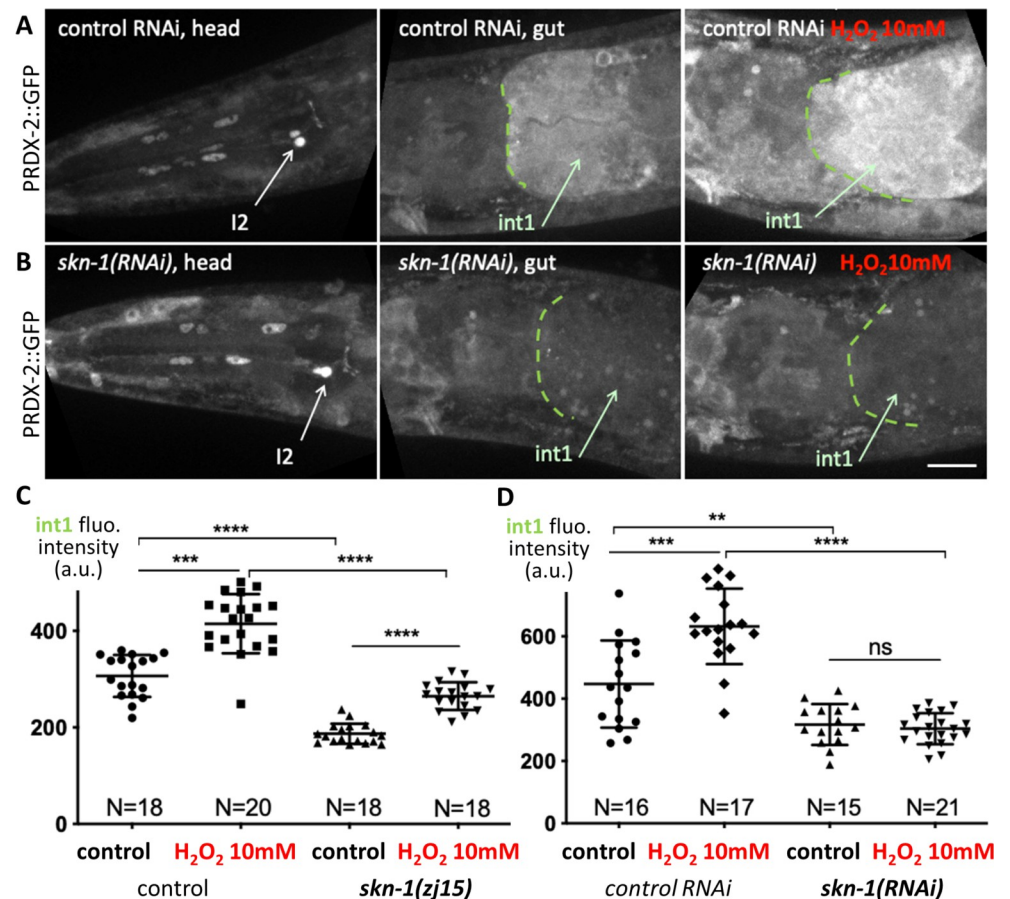 A
PRDX-2::GFP
control RNAi, head
I2
control RNAi, gut
int1
control RNAi H₂O₂ 10mM
int1
B
PRDX-2::GFP
skn-1(RNAi), head
I2
skn-1(RNAi), gut
int1
skn-1(RNAi) H₂O₂10mM
int1
C
int1 fluo.
intensity
(a.u.)
****
***
****
****
400
200
0
N=18
N=20
N=18
N=18
control
H₂O₂ 10mM
control
H₂O₂ 10mM
control
skn-1(zj15)
D
int1 fluo.
intensity
(a.u.)
**
***
****
ns
600
400
200
0
N=16
N=17
N=15
N=21
control
H₂O₂ 10mM
control
H₂O₂ 10mM
control RNAi
skn-1(RNAi)